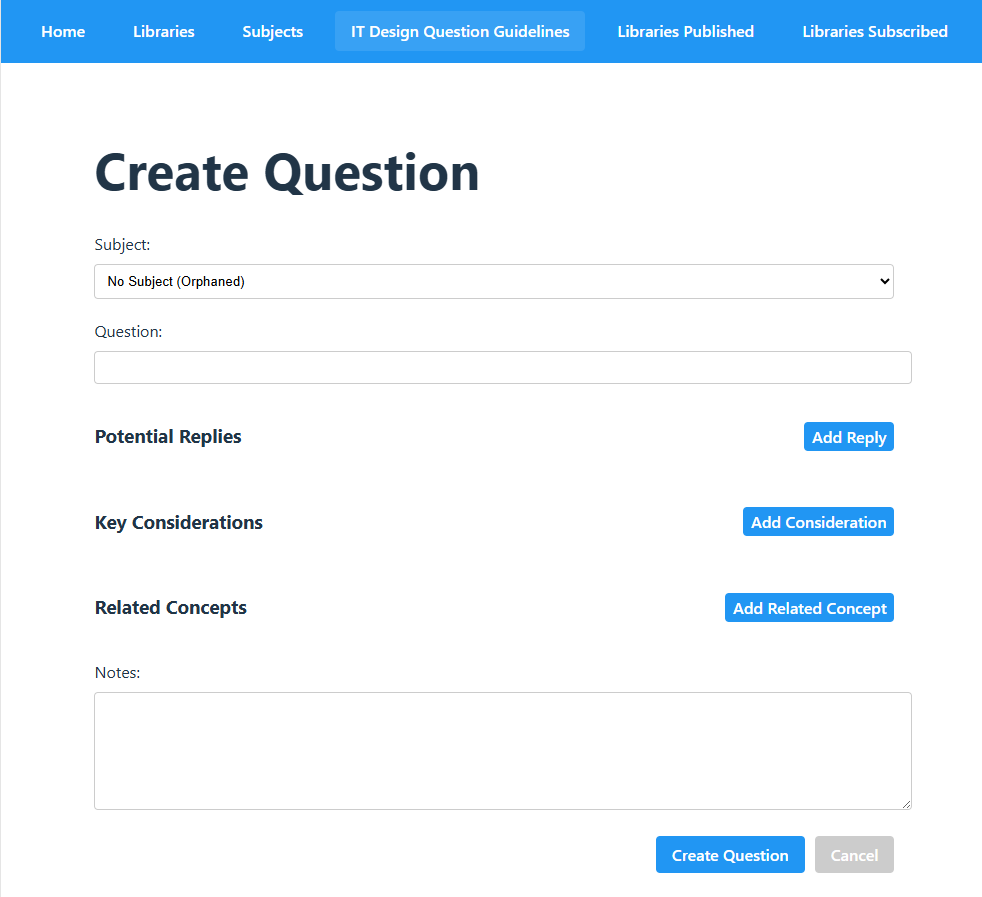 Home Libraries Subjects IT Design Question Guidelines Libraries Published Libraries Subscribed
Create Question
Subject:
No Subject (Orphaned)
Question:
Potential Replies Add Reply
Key Considerations Add Consideration
Related Concepts Add Related Concept
Notes:
Create Question Cancel